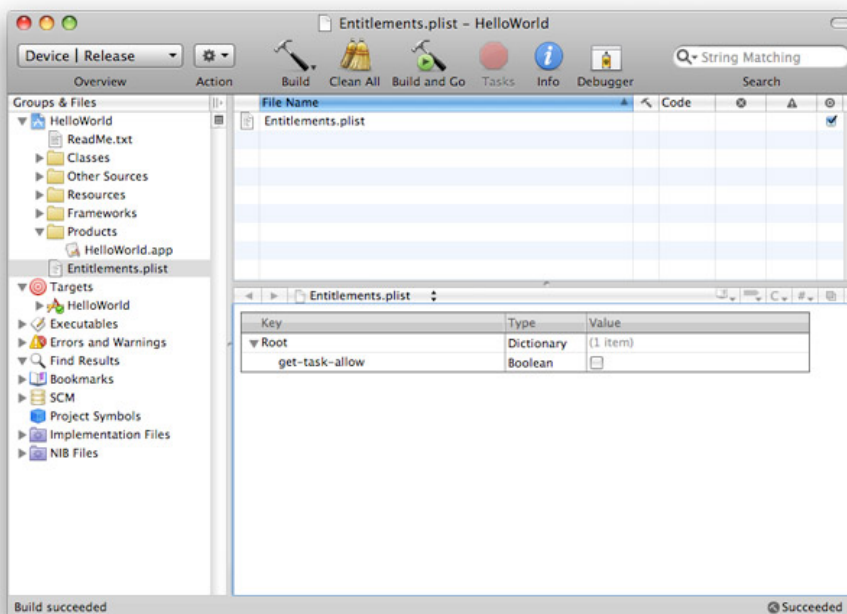 Entitlements.plist – HelloWorld
Device | Release
String Matching
Overview Action Build Clean All Build and Go Tasks Info Debugger Search
Groups & Files
HelloWorld
ReadMe.txt
Classes
Other Sources
Resources
Frameworks
Products
HelloWorld.app
Entitlements.plist
Targets
HelloWorld
Executables
Errors and Warnings
Find Results
Bookmarks
SCM
Project Symbols
Implementation Files
NIB Files
File Name Code
Entitlements.plist
Entitlements.plist C #
Key Type Value
Root Dictionary (1 item)
get-task-allow Boolean
Build succeeded Succeeded